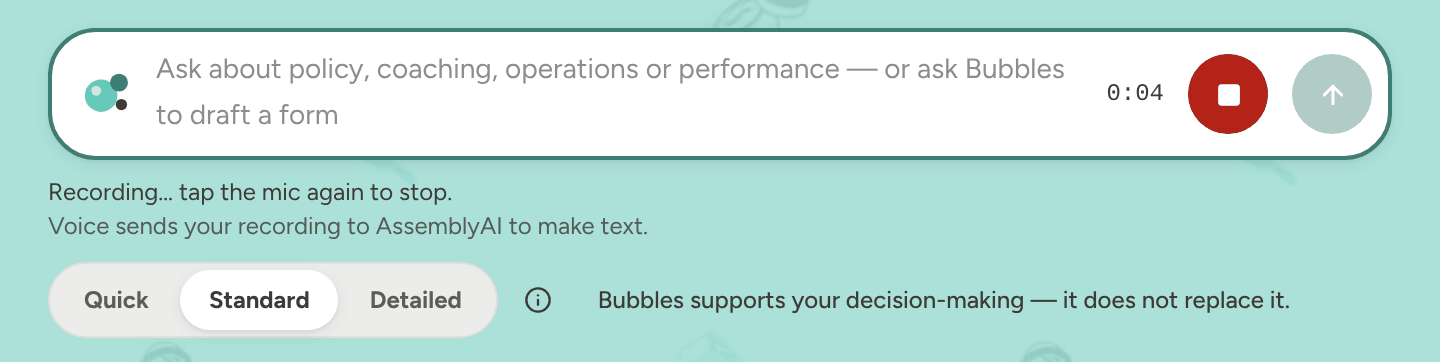 Ask about policy, coaching, operations or performance — or ask Bubbles
to draft a form
0:04
Recording... tap the mic again to stop.
Voice sends your recording to AssemblyAI to make text.
Quick Standard Detailed
Bubbles supports your decision-making — it does not replace it.